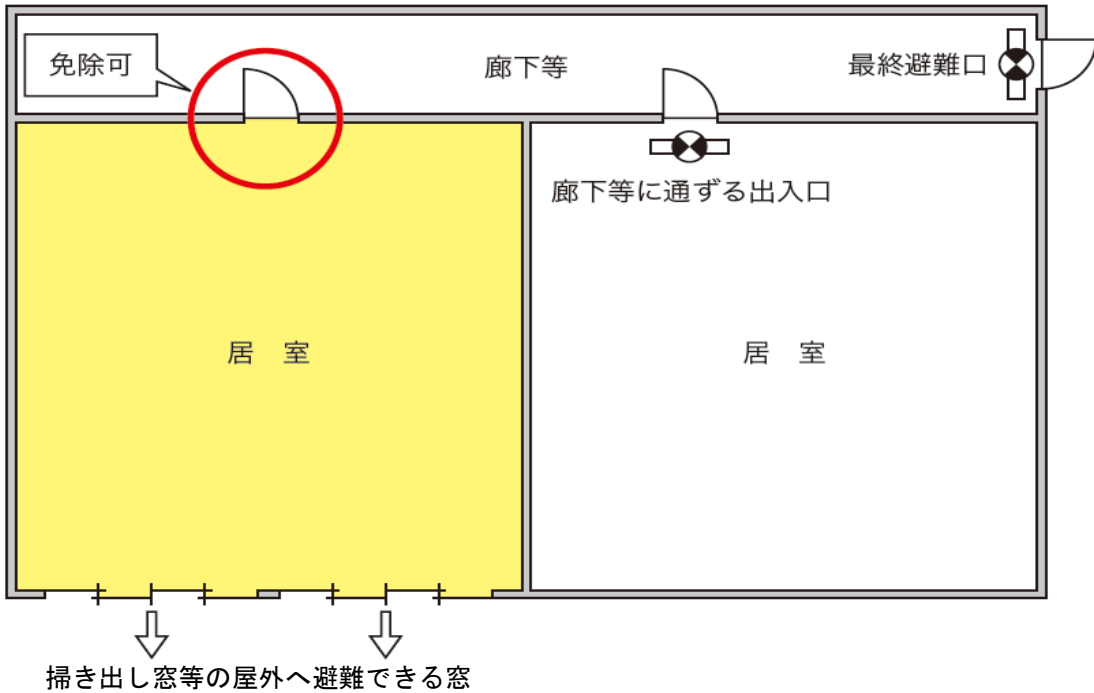 免除可
廊下等
最終避難口
廊下等に通ずる出入口
居 室
居 室
掃き出し窓等の屋外へ避難できる窓